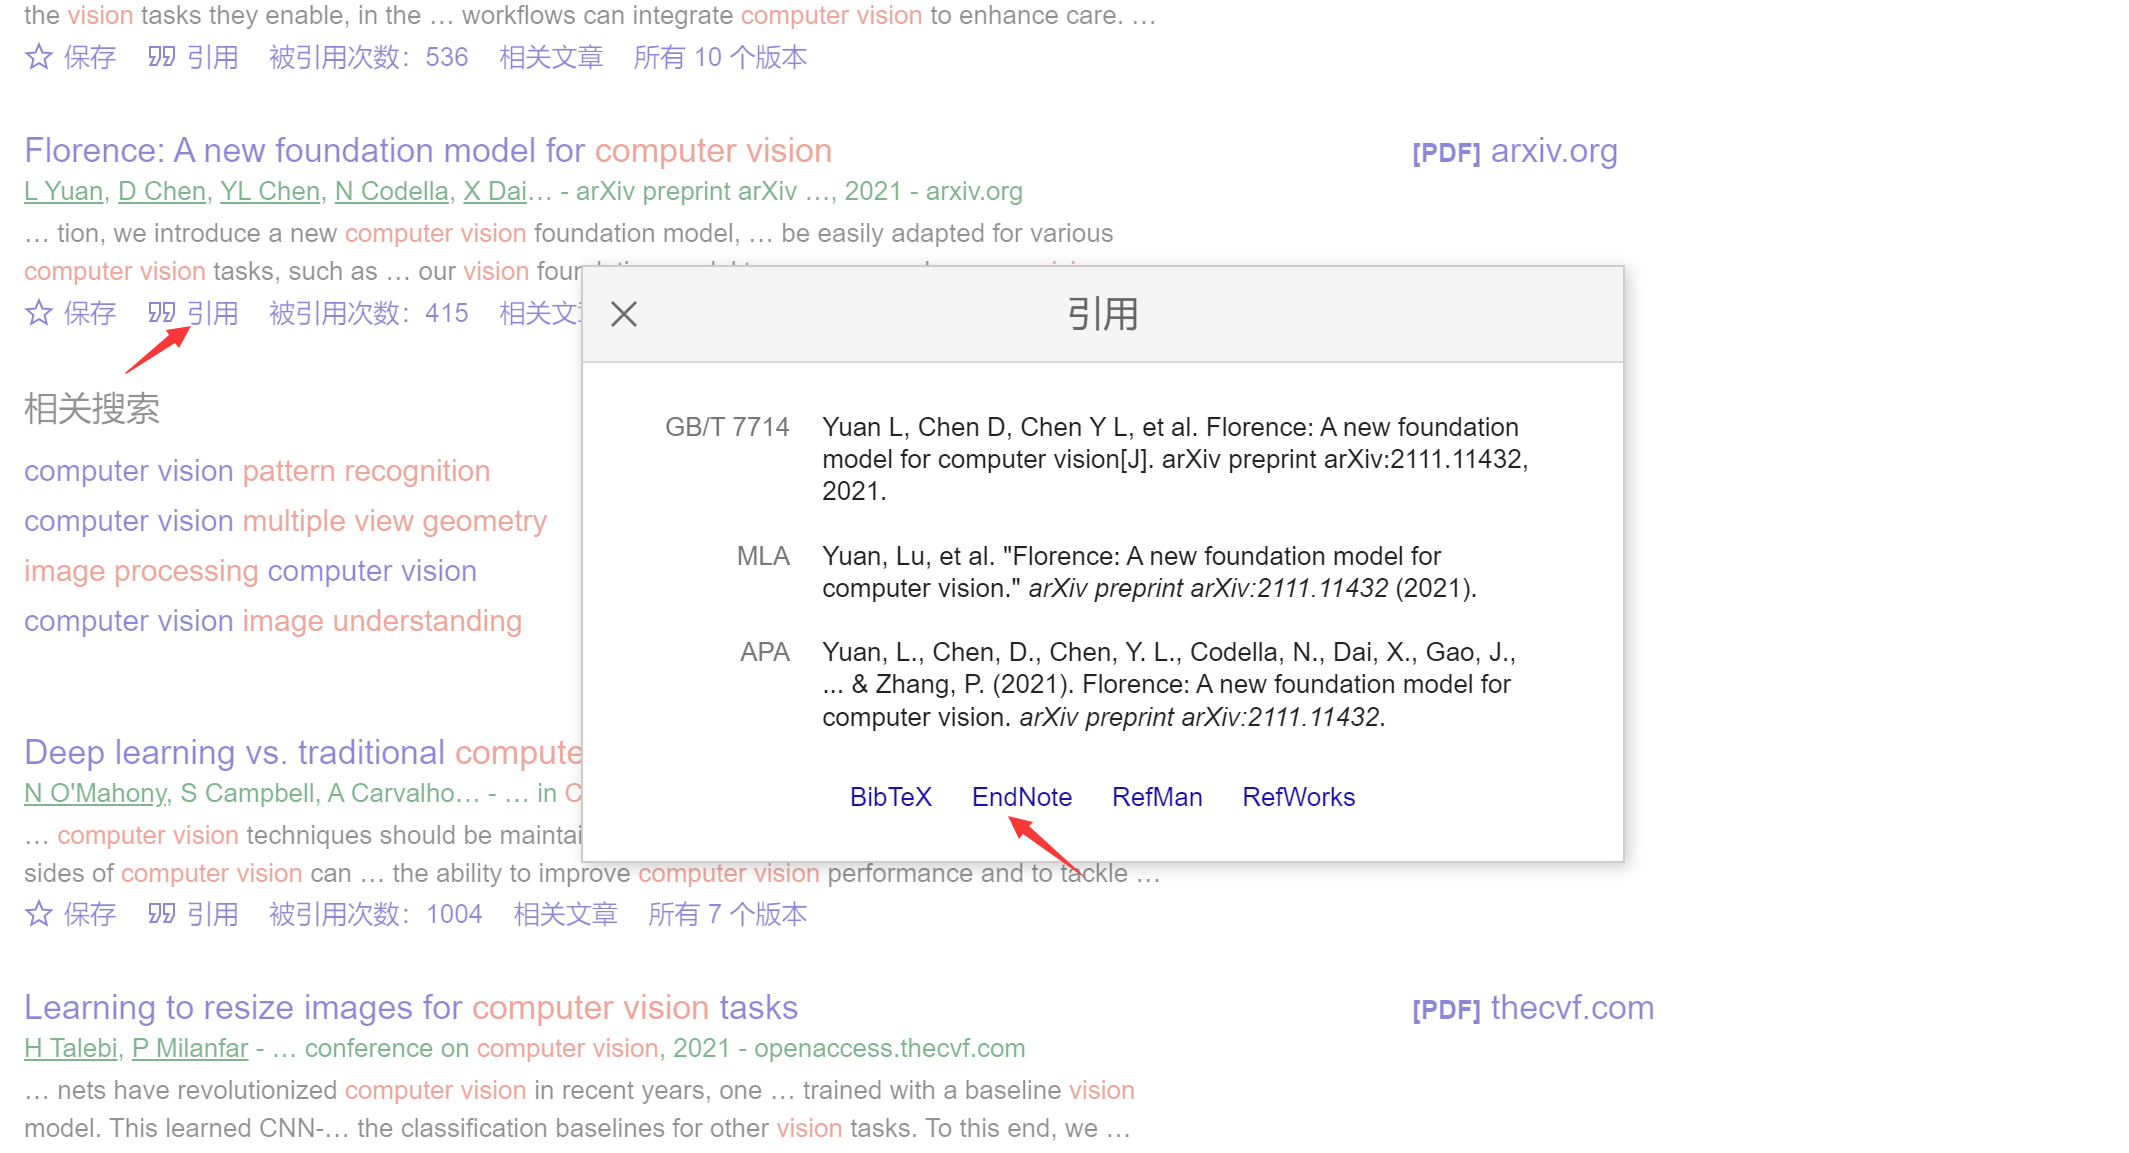 the vision tasks they enable, in the … workflows can integrate computer vision to enhance care. …
保存 引用 被引用次数：536 相关文章 所有 10 个版本
Florence: A new foundation model for computer vision
[PDF] arxiv.org
L Yuan, D Chen, YL Chen, N Codella, X Dai… - arXiv preprint arXiv …, 2021 - arxiv.org
… tion, we introduce a new computer vision foundation model, … be easily adapted for various
computer vision tasks, such as … our vision
保存 引用 被引用次数：415 相关文
相关搜索
computer vision pattern recognition
computer vision multiple view geometry
image processing computer vision
computer vision image understanding
引用
GB/T 7714
Yuan L, Chen D, Chen Y L, et al. Florence: A new foundation
model for computer vision[J]. arXiv preprint arXiv:2111.11432,
2021.
MLA
Yuan, Lu, et al. "Florence: A new foundation model for
computer vision." arXiv preprint arXiv:2111.11432 (2021).
APA
Yuan, L., Chen, D., Chen, Y. L., Codella, N., Dai, X., Gao, J.,
... & Zhang, P. (2021). Florence: A new foundation model for
computer vision. arXiv preprint arXiv:2111.11432.
BibTeX EndNote RefMan RefWorks
Deep learning vs. traditional compute
N O'Mahony, S Campbell, A Carvalho… - … in C
… computer vision techniques should be maintai
sides of computer vision can … the ability to improve computer vision performance and to tackle …
保存 引用 被引用次数：1004 相关文章 所有 7 个版本
Learning to resize images for computer vision tasks
[PDF] thecvf.com
H Talebi, P Milanfar - … conference on computer vision, 2021 - openaccess.thecvf.com
… nets have revolutionized computer vision in recent years, one … trained with a baseline vision
model. This learned CNN-… the classification baselines for other vision tasks. To this end, we …